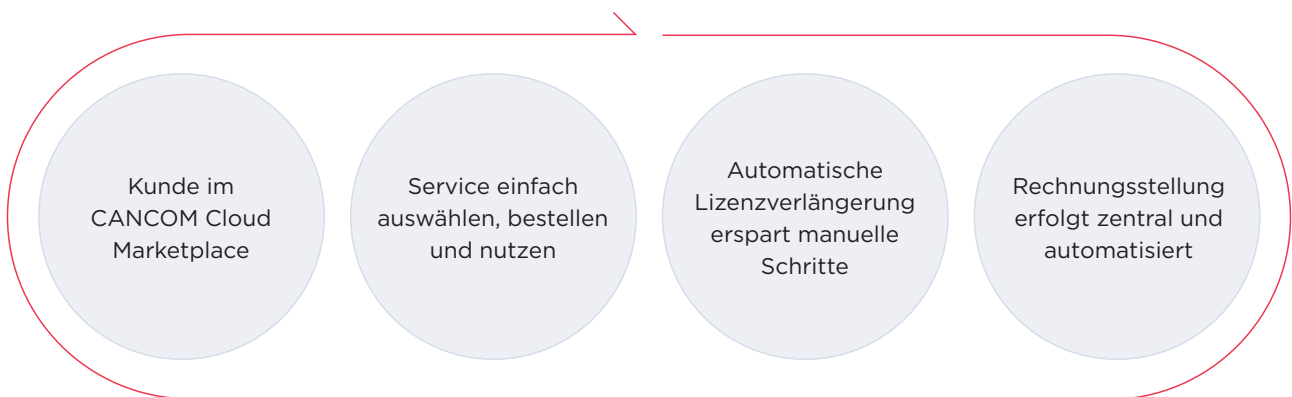 Kunde im
CANCOM Cloud
Marketplace
Service einfach
auswählen, bestellen
und nutzen
Automatische
Lizenzverlängerung
erspart manuelle
Schritte
Rechnungsstellung
erfolgt zentral und
automatisiert